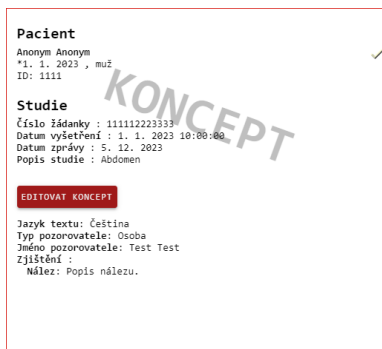 Pacient
Anonym Anonym
*1. 1. 2023 , muž
ID: 1111
KONCEPT
Studie
Číslo žádanky : 111112223333
Datum vyšetření : 1. 1. 2023 10:00:00
Datum zprávy : 5. 12. 2023
Popis studie : Abdomen
EDITOVAT KONCEPT
Jazyk textu: Čeština
Typ pozorovatele: Osoba
Jméno pozorovatele: Test Test
Zjištění :
Nález: Popis nálezu.